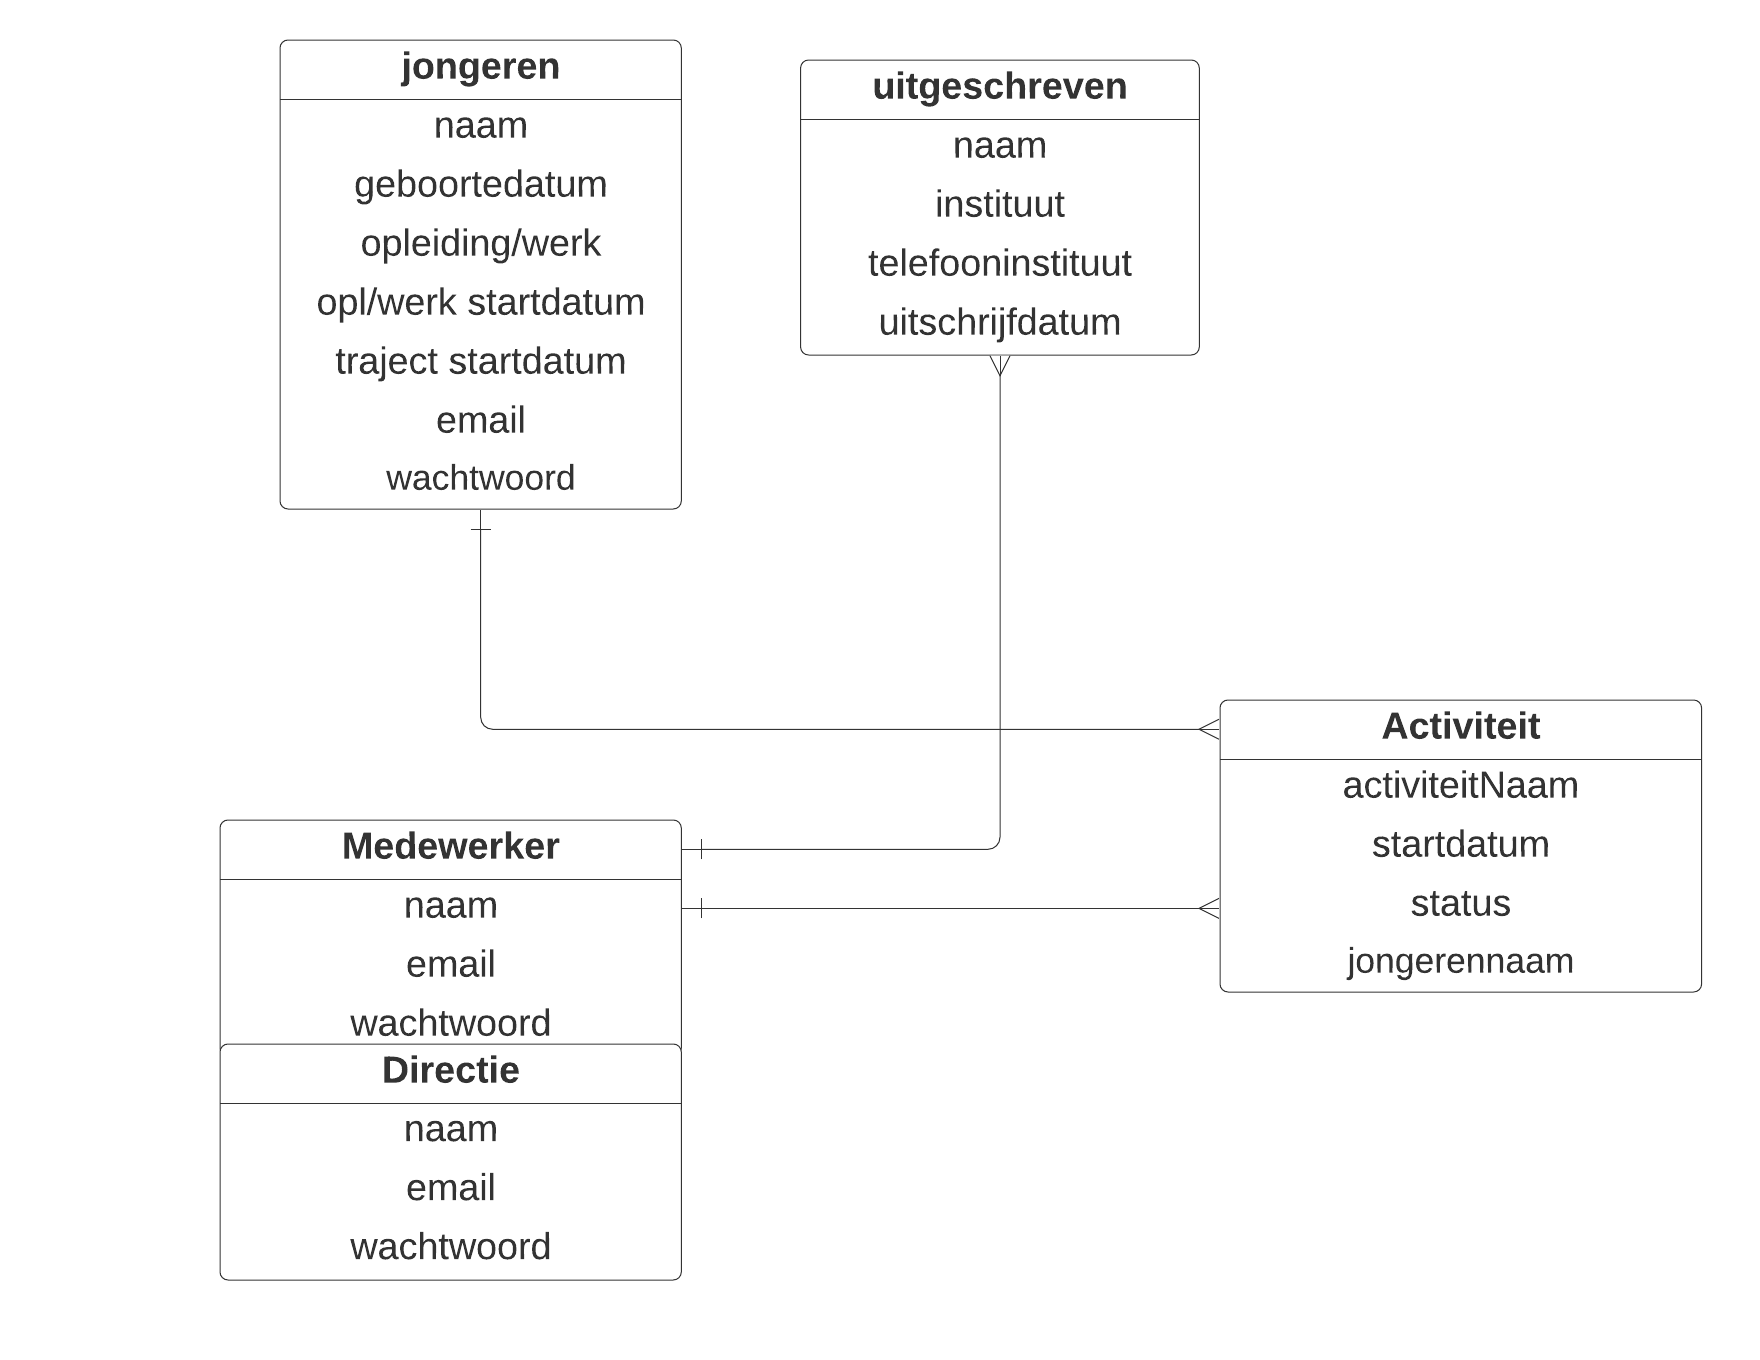 jongeren
naam
geboortedatum
opleiding/werk
opl/werk startdatum
traject startdatum
email
wachtwoord
uitgeschreven
naam
instituut
telefooninstituut
uitschrijfdatum
Activiteit
activiteitNaam
startdatum
status
jongerennaam
Medewerker
naam
email
wachtwoord
Directie
naam
email
wachtwoord